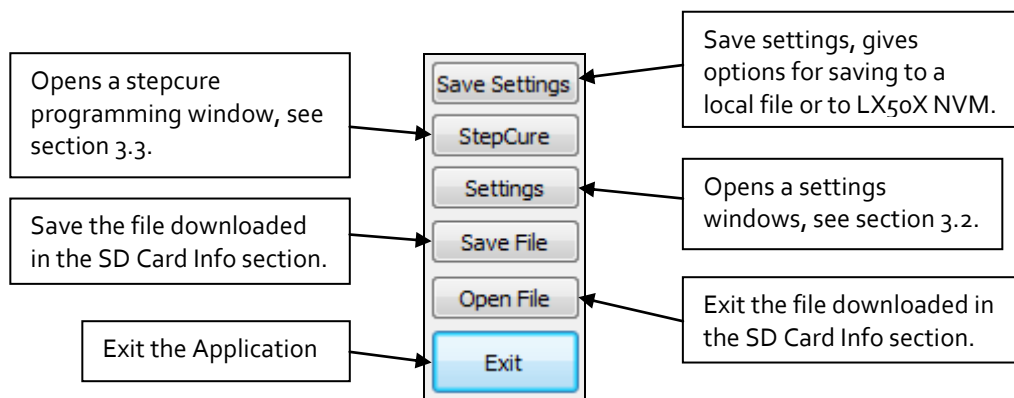 Opens a stepcure
programming window, see
section 3.3.
Save the file downloaded
in the SD Card Info section.
Exit the Application
Save Settings
StepCure
Settings
Save File
Open File
Exit
Save settings, gives
options for saving to a
local file or to LX50X NVM.
Opens a settings
windows, see section 3.2.
Exit the file downloaded in
the SD Card Info section.